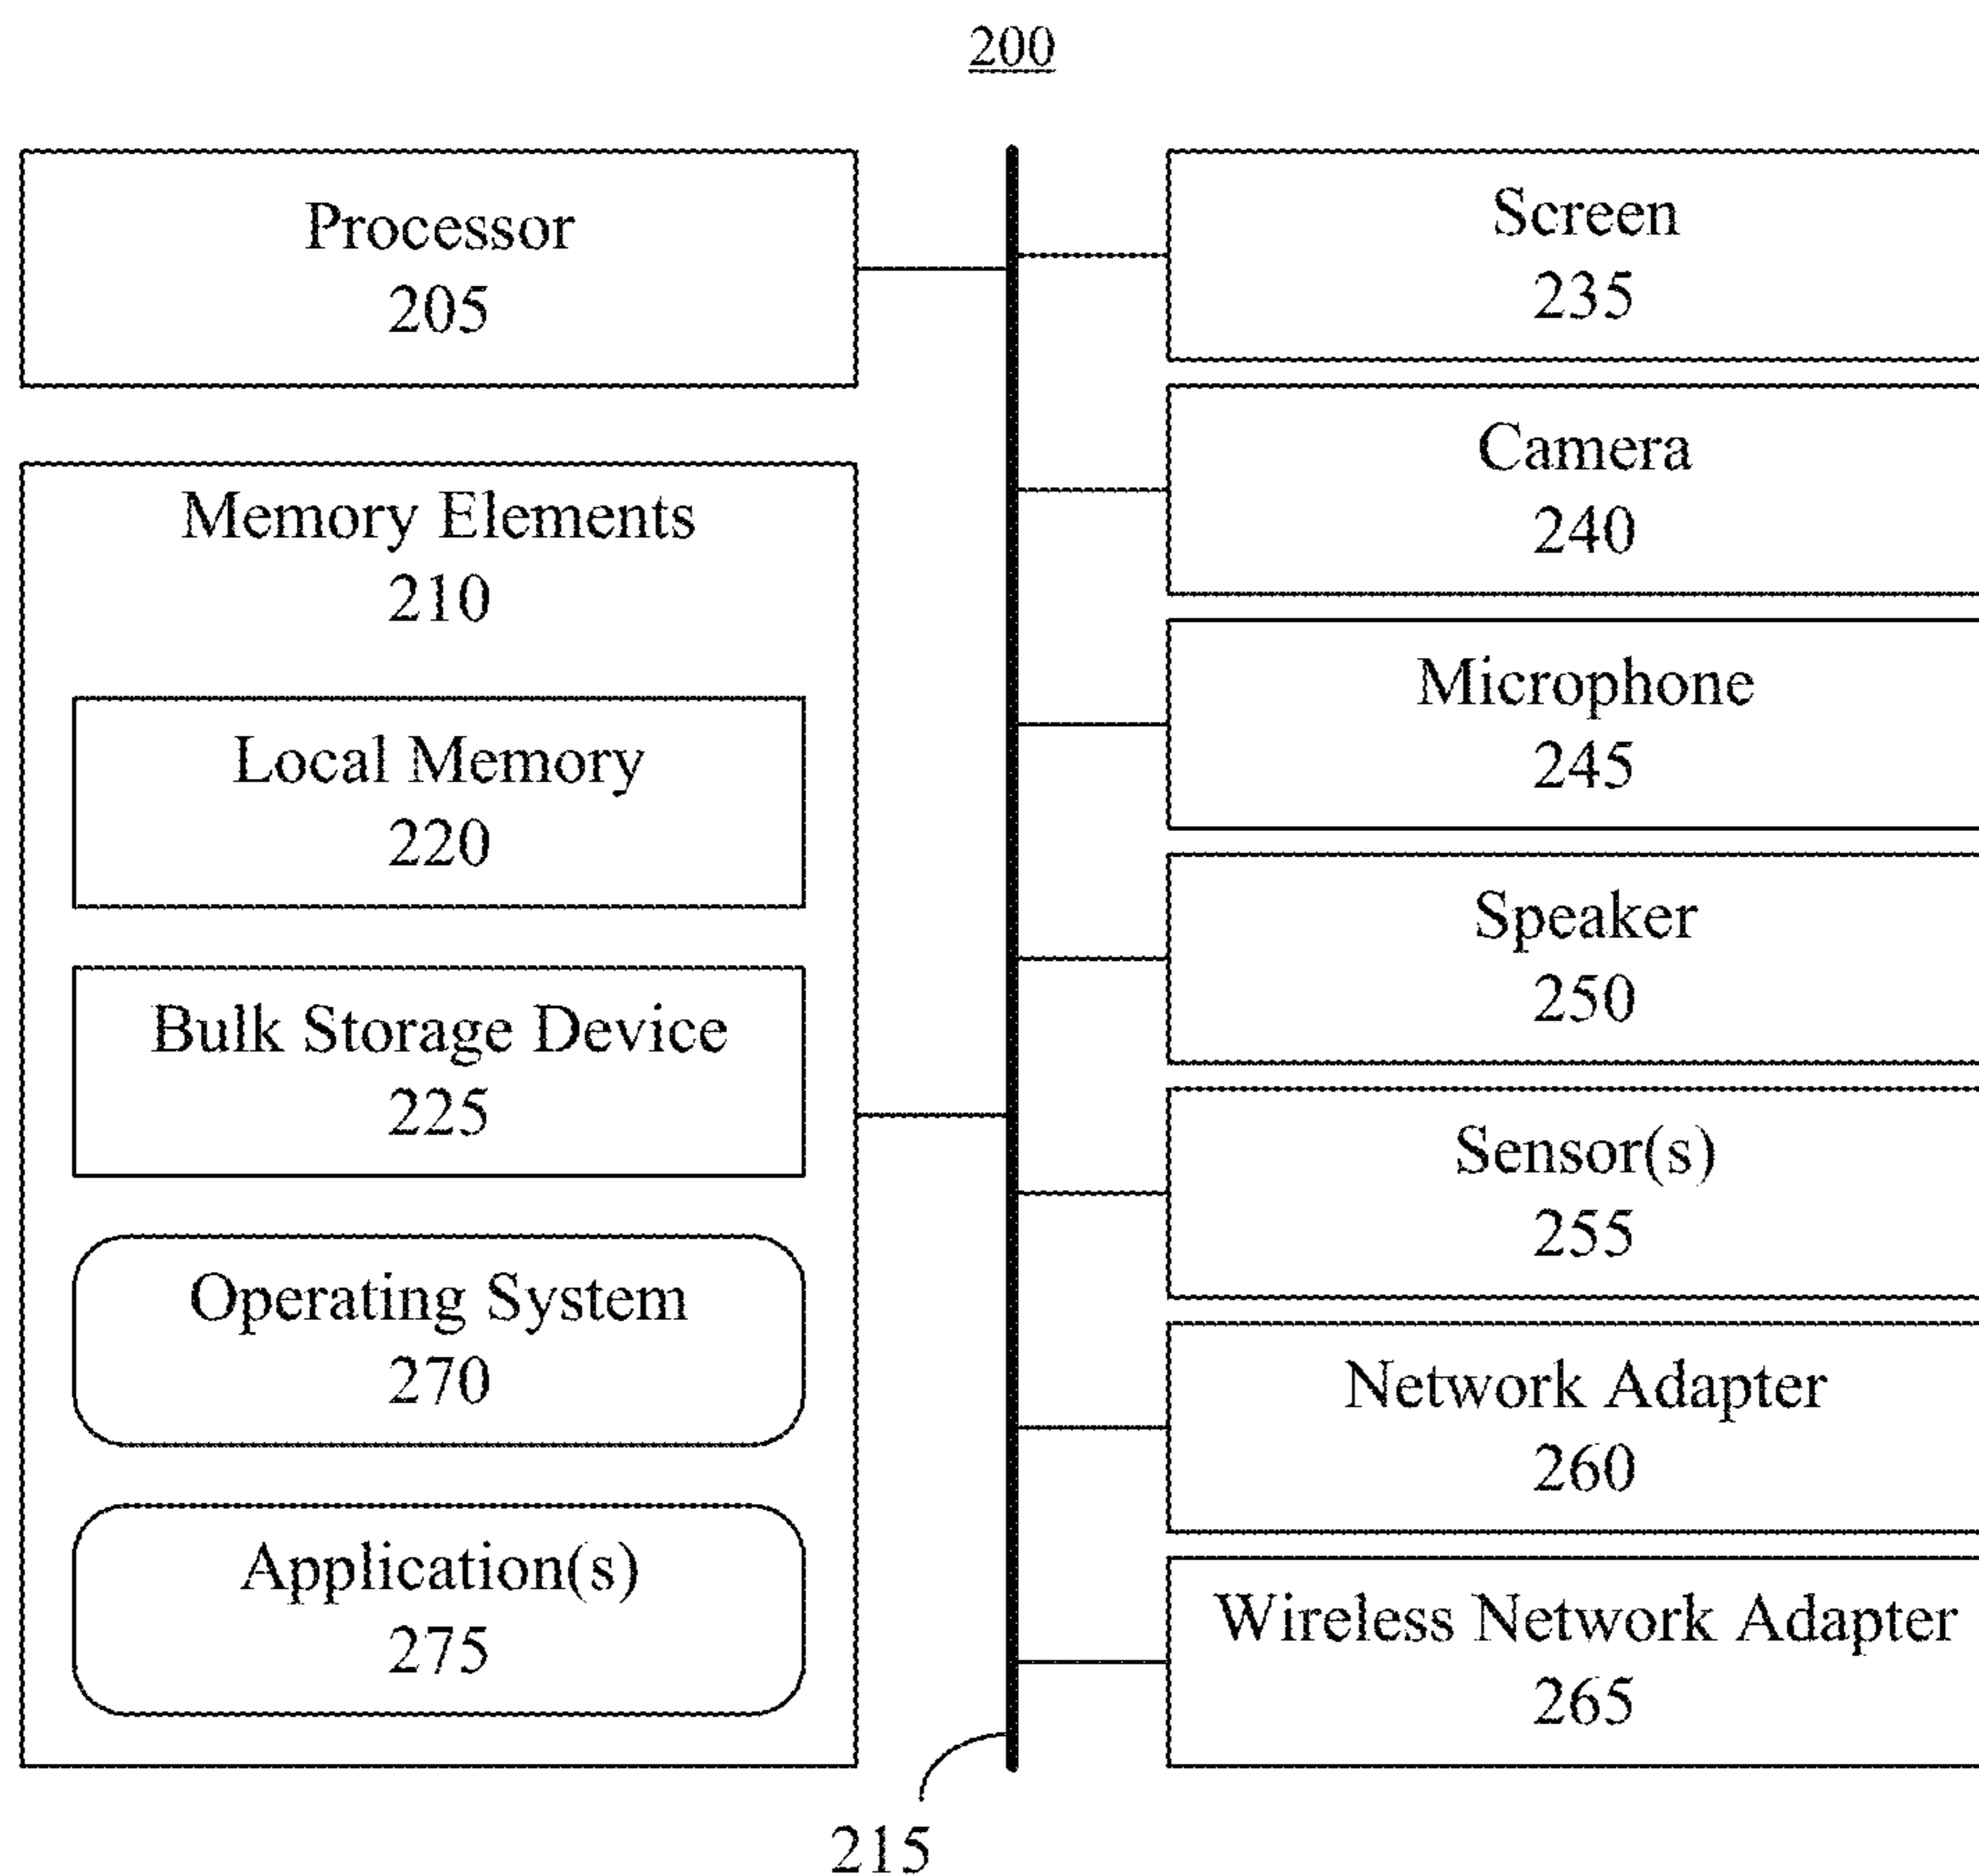 200
Processor
205
Memory Elements
210
Local Memory
220
Bulk Storage Device
225
Operating System
270
Application(s)
275
215
Screen
235
Camera
240
Microphone
245
Speaker
250
Sensor(s)
255
Network Adapter
260
Wireless Network Adapter
265